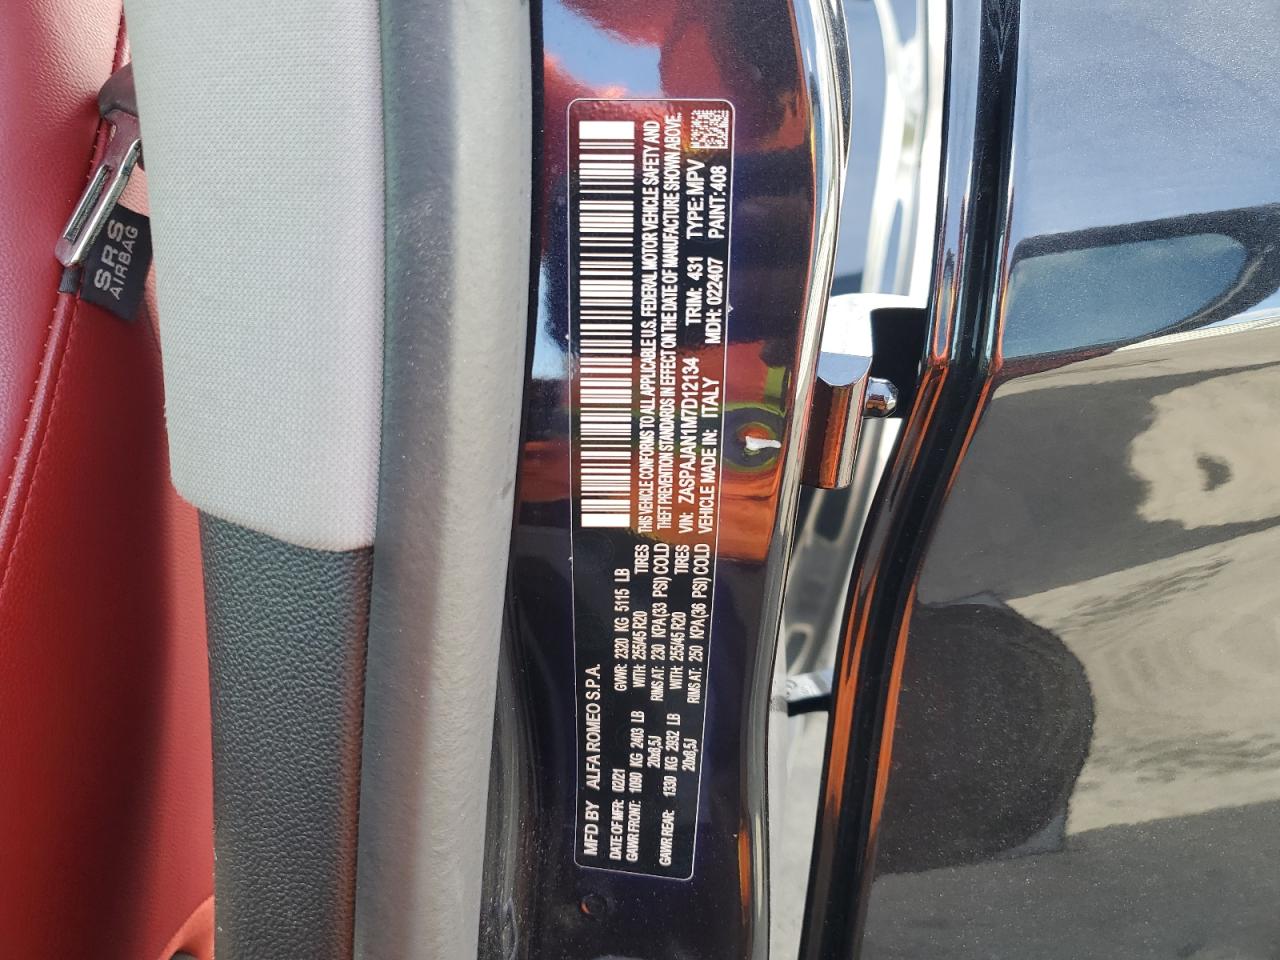 MFD BY ALFA ROMEO S.P.A.
DATE OF MFR: 02/21 GVWR: 2320 KG 5115 LB
GAWR FRONT: 1090 KG 2403 LB WITH: 255/45 R20 TIRES
20x8,5J RIMS AT: 230 KPA(33 PSI) COLD
GAWR REAR: 1330 KG 2932 LB WITH: 255/45 R20 TIRES
20x8,5J RIMS AT: 250 KPA(36 PSI) COLD
THIS VEHICLE CONFORMS TO ALL APPLICABLE U.S. FEDERAL MOTOR VEHICLE SAFETY AND
THEFT PREVENTION STANDARDS IN EFFECT ON THE DATE OF MANUFACTURE SHOWN ABOVE.
VIN: ZASPAJAN1M7D12134 TRIM: 431 TYPE: MPV
VEHICLE MADE IN: ITALY MDH: 022407 PAINT: 408
SRS
AIRBAG